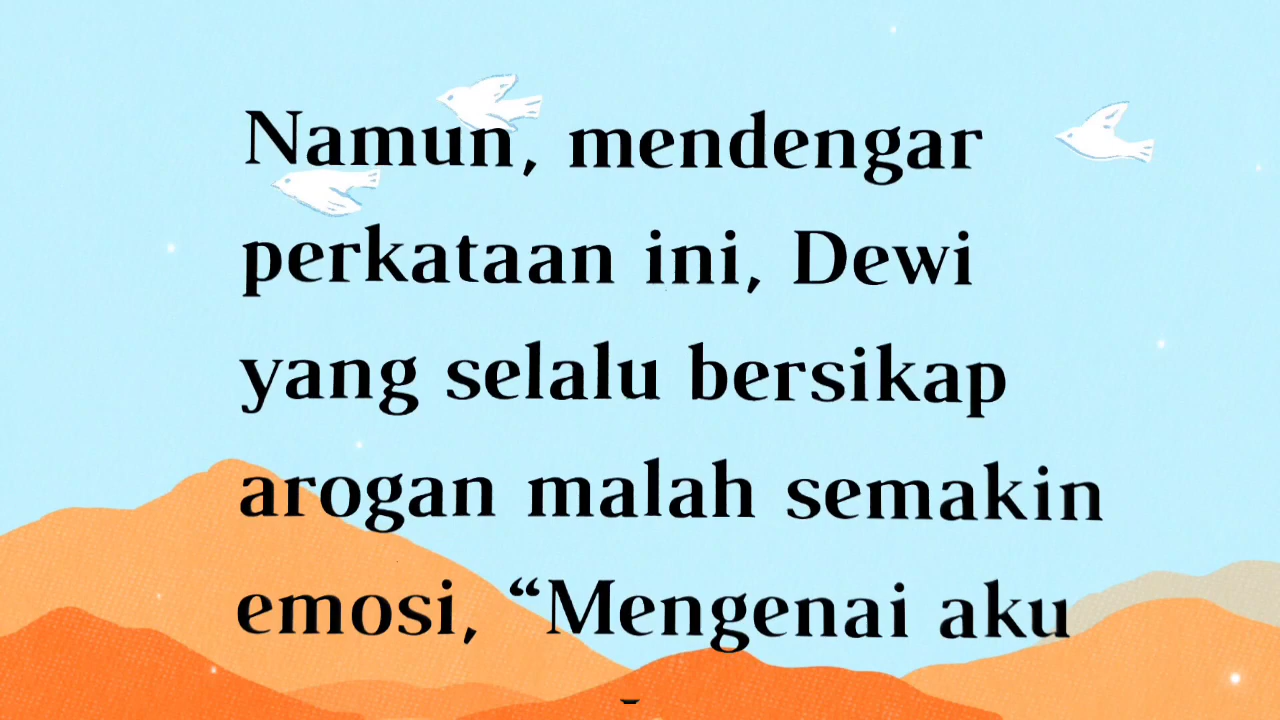 Namun, mendengar
perkataan ini, Dewi
yang selalu bersikap
arogan malah semakin
emosi, “Mengenai aku